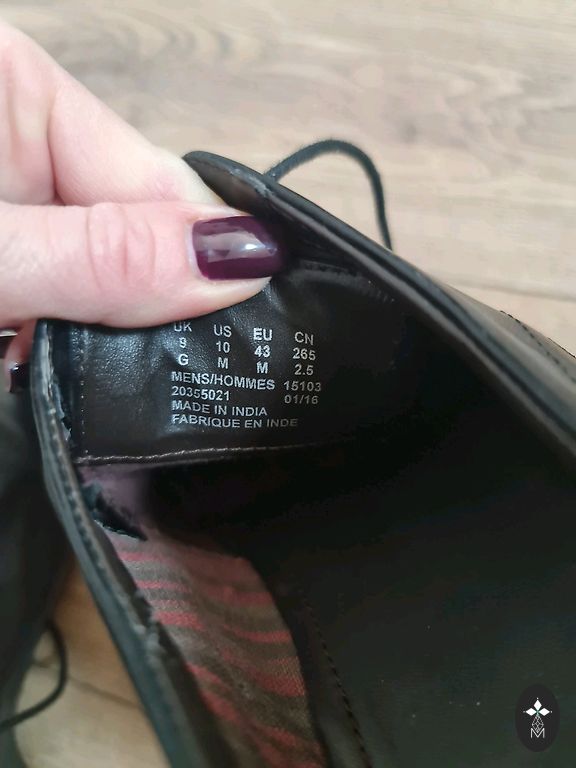 UK US EU CN
9 10 43 265
G M M 2.5
MENS/HOMMES 15103
20355021 01/16
MADE IN INDIA
FABRIQUE EN INDE
M